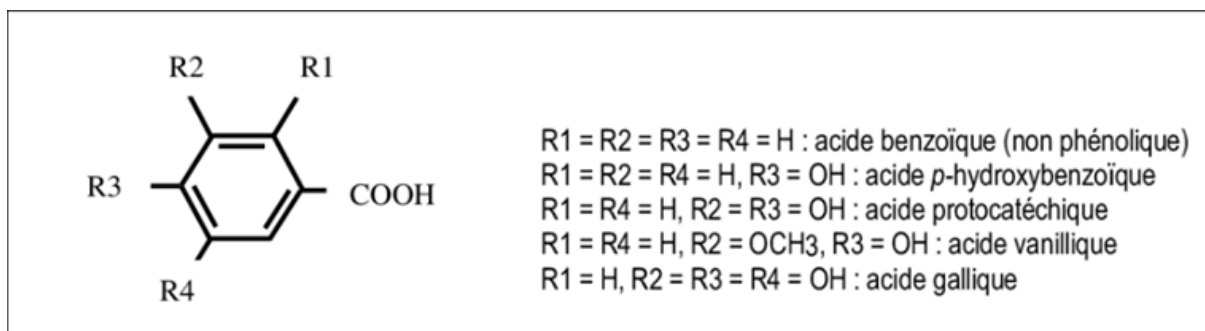 R2 R1
R3 COOH
R4
R1 = R2 = R3 = R4 = H : acide benzoïque (non phénolique)
R1 = R2 = R4 = H, R3 = OH : acide p-hydroxybenzoïque
R1 = R4 = H, R2 = R3 = OH : acide protocatéchique
R1 = R4 = H, R2 = OCH3, R3 = OH : acide vanillique
R1 = H, R2 = R3 = R4 = OH : acide gallique